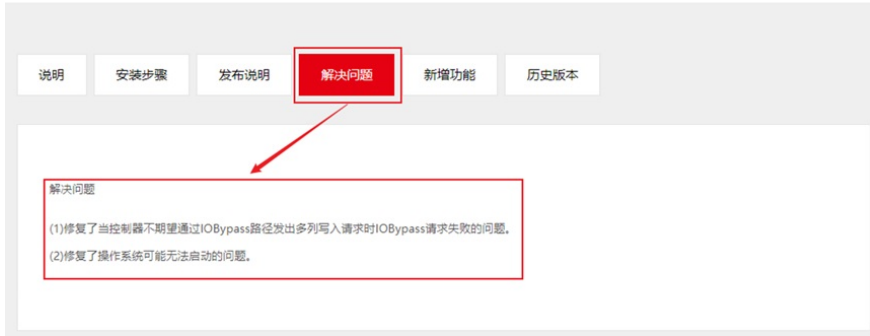 说明 安装步骤 发布说明 解决问题 新增功能 历史版本
解决问题
(1)修复了当控制器不期望通过IOBypass路径发出多列写入请求时IOBypass请求失败的问题。
(2)修复了操作系统可能无法启动的问题。